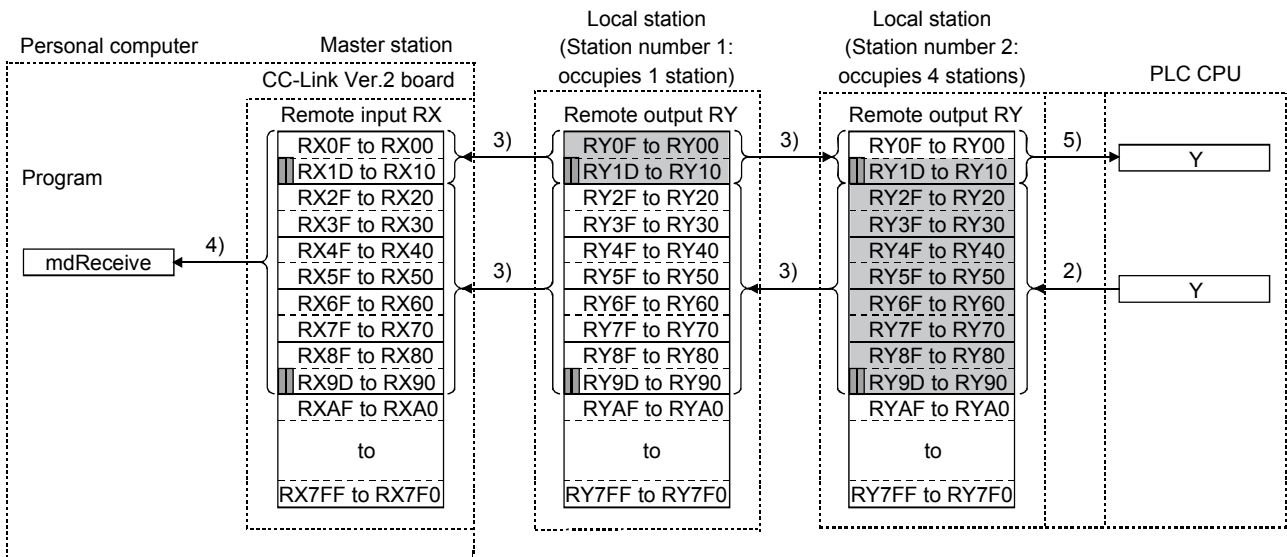 Personal computer
Master station
Local station
(Station number 1:
occupies 1 station)
Local station
(Station number 2:
occupies 4 stations)
PLC CPU
CC-Link Ver.2 board
Program
mdReceive
4)
Remote input RX
RX0F to RX00
RX1D to RX10
RX2F to RX20
RX3F to RX30
RX4F to RX40
RX5F to RX50
RX6F to RX60
RX7F to RX70
RX8F to RX80
RX9D to RX90
RXAF to RXA0
to
RX7FF to RX7F0
3)
3)
Remote output RY
RY0F to RY00
RY1D to RY10
RY2F to RY20
RY3F to RY30
RY4F to RY40
RY5F to RY50
RY6F to RY60
RY7F to RY70
RY8F to RY80
RY9D to RY90
RYAF to RYA0
to
RY7FF to RY7F0
3)
3)
Remote output RY
RY0F to RY00
RY1D to RY10
RY2F to RY20
RY3F to RY30
RY4F to RY40
RY5F to RY50
RY6F to RY60
RY7F to RY70
RY8F to RY80
RY9D to RY90
RYAF to RYA0
to
RY7FF to RY7F0
5)
Y
2)
Y